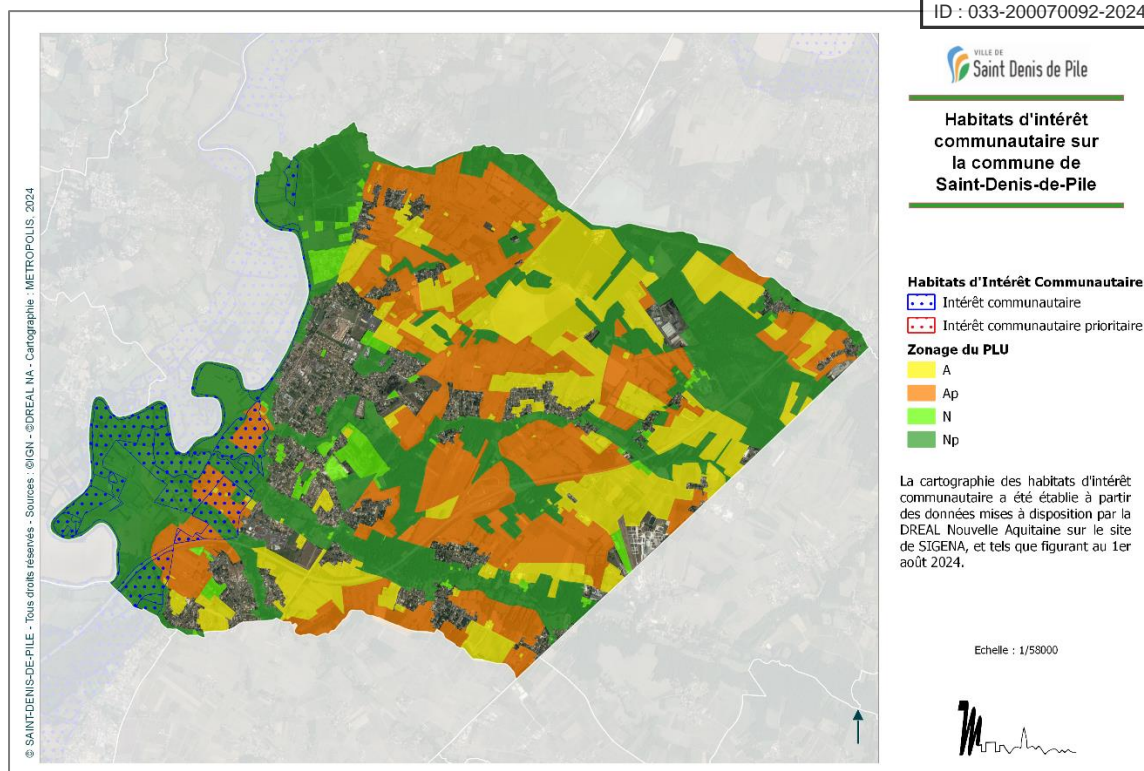 ID : 033-200070092-2024
VILLE DE
Saint Denis de Pile
Habitats d'intérêt
communautaire sur
la commune de
Saint-Denis-de-Pile
Habitats d'Intérêt Communautaire
Intérêt communautaire
Intérêt communautaire prioritaire
Zonage du PLU
A
Ap
N
Np
La cartographie des habitats d'intérêt
communautaire a été établie à partir
des données mises à disposition par la
DREAL Nouvelle Aquitaine sur le site
de SIGENA, et tels que figurant au 1er
août 2024.
Echelle : 1/58000
© SAINT-DENIS-DE-PILE - Tous droits réservés - Sources : ©IGN - ©DREAL NA - Cartographie : METROPOLIS, 2024